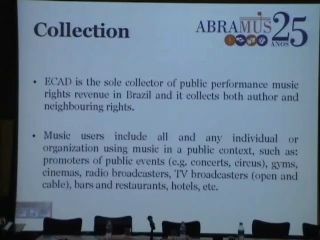 Collection
ABRAMUS 25
ANOS
• ECAD is the sole collector of public performance music
rights revenue in Brazil and it collects both author and
neighbouring rights.
• Music users include all and any individual or
organization using music in a public context, such as:
promoters of public events (e.g. concerts, circus), gyms,
cinemas, radio broadcasters, TV broadcasters (open and
cable), bars and restaurants, hotels, etc.